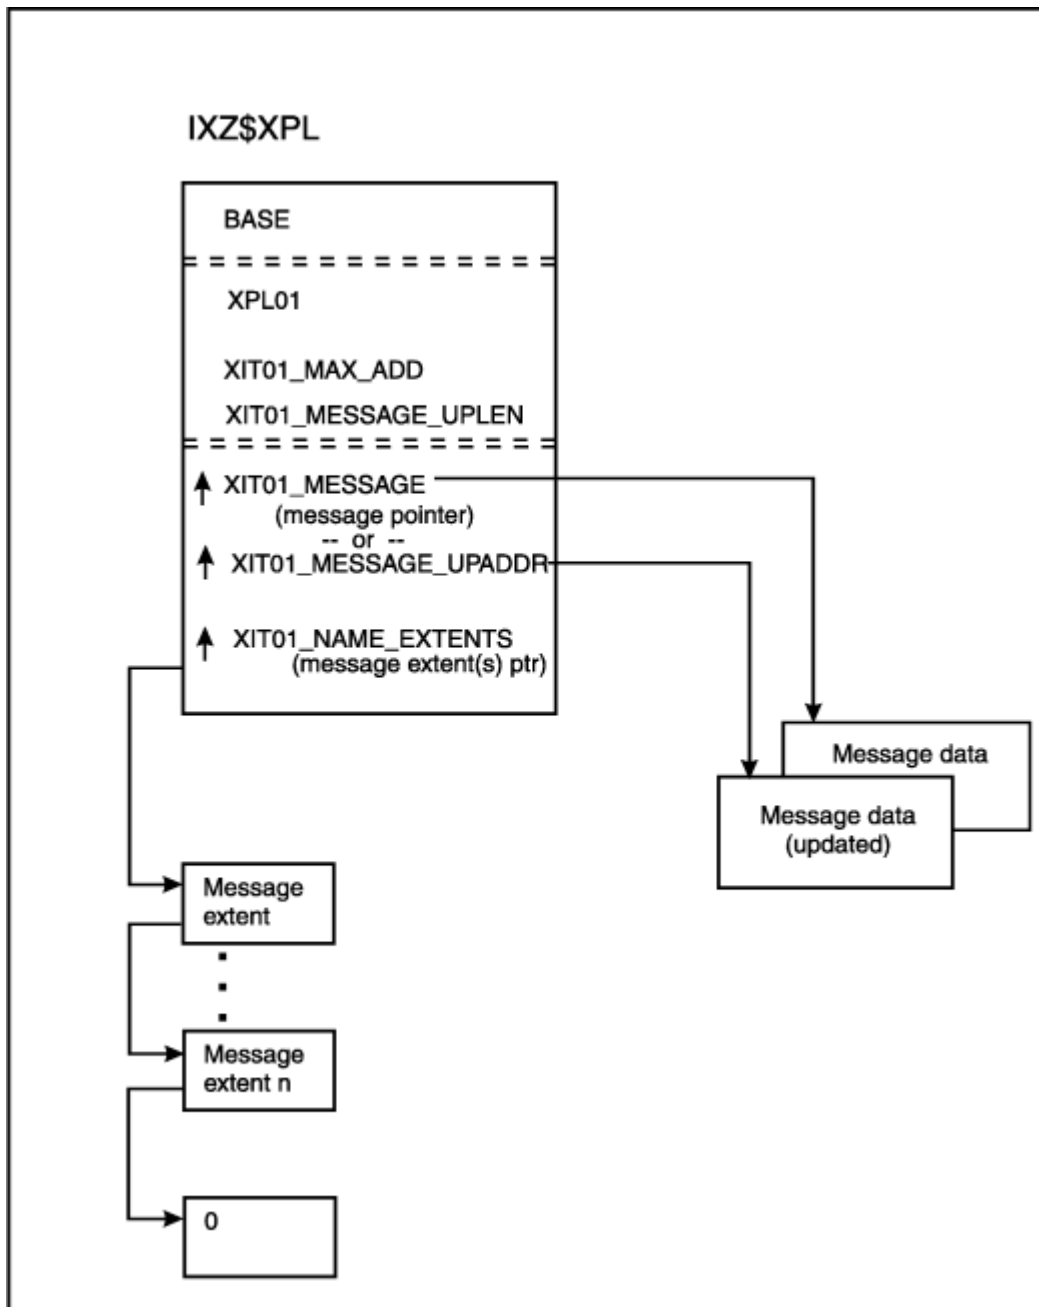 IXZ$XPL
BASE
XPL01
XIT01_MAX_ADD
XIT01_MESSAGE_UPLEN
XIT01_MESSAGE
(message pointer)
-- or --
XIT01_MESSAGE_UPADDR
XIT01_NAME_EXTENTS
(message extent(s) ptr)
Message data
Message data
(updated)
Message
extent
Message
extent n
0